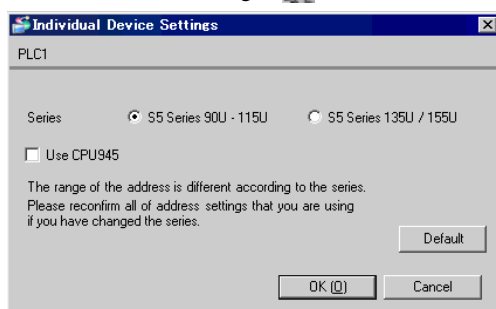 Individual Device Settings
PLC1
Series S5 Series 90U - 115U S5 Series 135U / 155U
Use CPU945
The range of the address is different according to the series.
Please reconfirm all of address settings that you are using
if you have changed the series.
Default
OK (O) Cancel